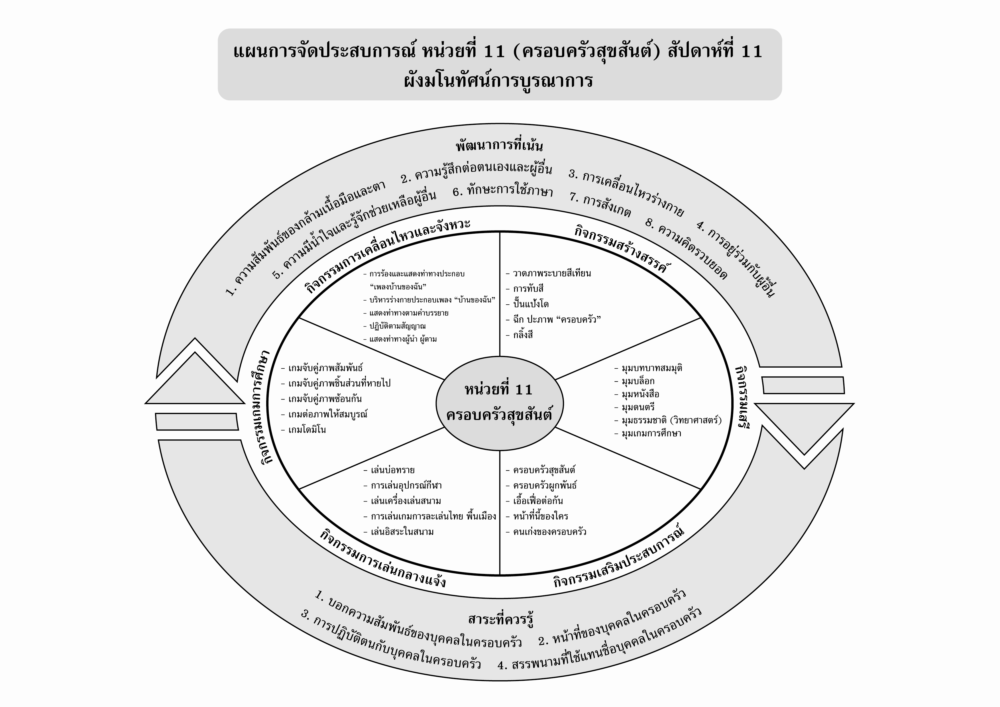 แผนการจัดประสบการณ์ หน่วยที่ 11 (ครอบครัวสุขสันต์) สัปดาห์ที่ 11
ผังมโนทัศน์การบูรณาการ
พัฒนาการที่เน้น
1. ความสัมพันธ์ของกล้ามเนื้อมือและตา 2. ความรู้สึกต่อตนเองและผู้อื่น 3. การเคลื่อนไหวร่างกาย 4. การอยู่ร่วมกับผู้อื่น
5. ความมีน้ำใจและรู้จักช่วยเหลือผู้อื่น 6. ทักษะการใช้ภาษา 7. การสังเกต 8. ความคิดรวบยอด
กิจกรรมการเคลื่อนไหวและจังหวะ
- การร้องและแสดงท่าทางประกอบ
“เพลงบ้านของฉัน”
- บริหารร่างกายประกอบเพลง “บ้านของฉัน”
- แสดงท่าทางตามคำบรรยาย
- ปฏิบัติตามสัญญาณ
- แสดงท่าทางผู้นำ ผู้ตาม
กิจกรรมสร้างสรรค์
- วาดภาพระบายสีเทียน
- การทับสี
- ปั๊นแป้งโด
- ฉีก ปะภาพ “ครอบครัว”
- กลิ้งสี
กิจกรรมเกมการศึกษา
- เกมจับคู่ภาพสัมพันธ์
- เกมจับคู่ภาพชิ้นส่วนที่หายไป
- เกมจับคู่ภาพซ้อนกัน
- เกมต่อภาพให้สมบูรณ์
- เกมโดมิโน
หน่วยที่ 11
ครอบครัวสุขสันต์
กิจกรรมเสรี
- มุมบทบาทสมมุติ
- มุมบล็อก
- มุมหนังสือ
- มุมดนตรี
- มุมธรรมชาติ (วิทยาศาสตร์)
- มุมเกมการศึกษา
- เล่นบ่อทราย
- การเล่นอุปกรณ์กีฬา
- เล่นเครื่องเล่นสนาม
- การเล่นเกมการละเล่นไทย พื้นเมือง
- เล่นอิสระในสนาม
กิจกรรมการเล่นกลางแจ้ง
- ครอบครัวสุขสันต์
- ครอบครัวผูกพันธ์
- เอื้อเฟื่อต่อกัน
- หน้าที่นี้ของใคร
- คนเก่งของครอบครัว
กิจกรรมเสริมประสบการณ์
สาระที่ควรรู้
1. บอกความสัมพันธ์ของบุคคลในครอบครัว 2. หน้าที่ของบุคคลในครอบครัว
3. การปฏิบัติตนกับบุคคลในครอบครัว 4. สรรพนามที่ใช้แทนชื่อบุคคลในครอบครัว